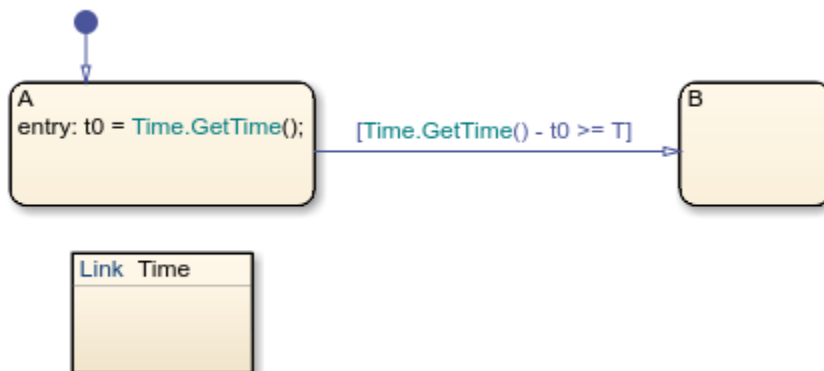 A
entry: t0 = Time.GetTime();
[Time.GetTime() - t0 >= T]
B
Link Time